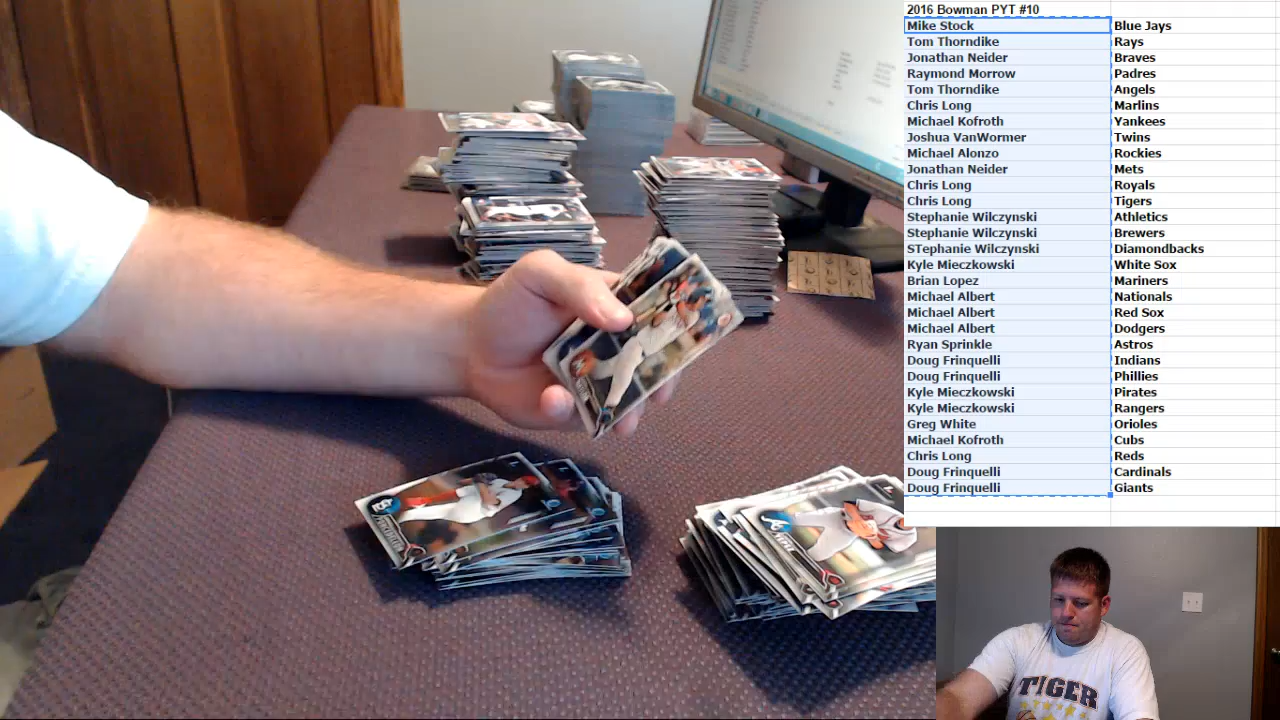 2016 Bowman PYT #10
Mike Stock Blue Jays
Tom Thorndike Rays
Jonathan Neider Braves
Raymond Morrow Padres
Tom Thorndike Angels
Chris Long Marlins
Michael Kofroth Yankees
Joshua VanWormer Twins
Michael Alonzo Rockies
Jonathan Neider Mets
Chris Long Royals
Chris Long Tigers
Stephanie Wilczynski Athletics
Stephanie Wilczynski Brewers
STephanie Wilczynski Diamondbacks
Kyle Mieczkowski White Sox
Brian Lopez Mariners
Michael Albert Nationals
Michael Albert Red Sox
Michael Albert Dodgers
Ryan Sprinkle Astros
Doug Frinquelli Indians
Doug Frinquelli Phillies
Kyle Mieczkowski Pirates
Kyle Mieczkowski Rangers
Greg White Orioles
Michael Kofroth Cubs
Chris Long Reds
Doug Frinquelli Cardinals
Doug Frinquelli Giants
TIGER